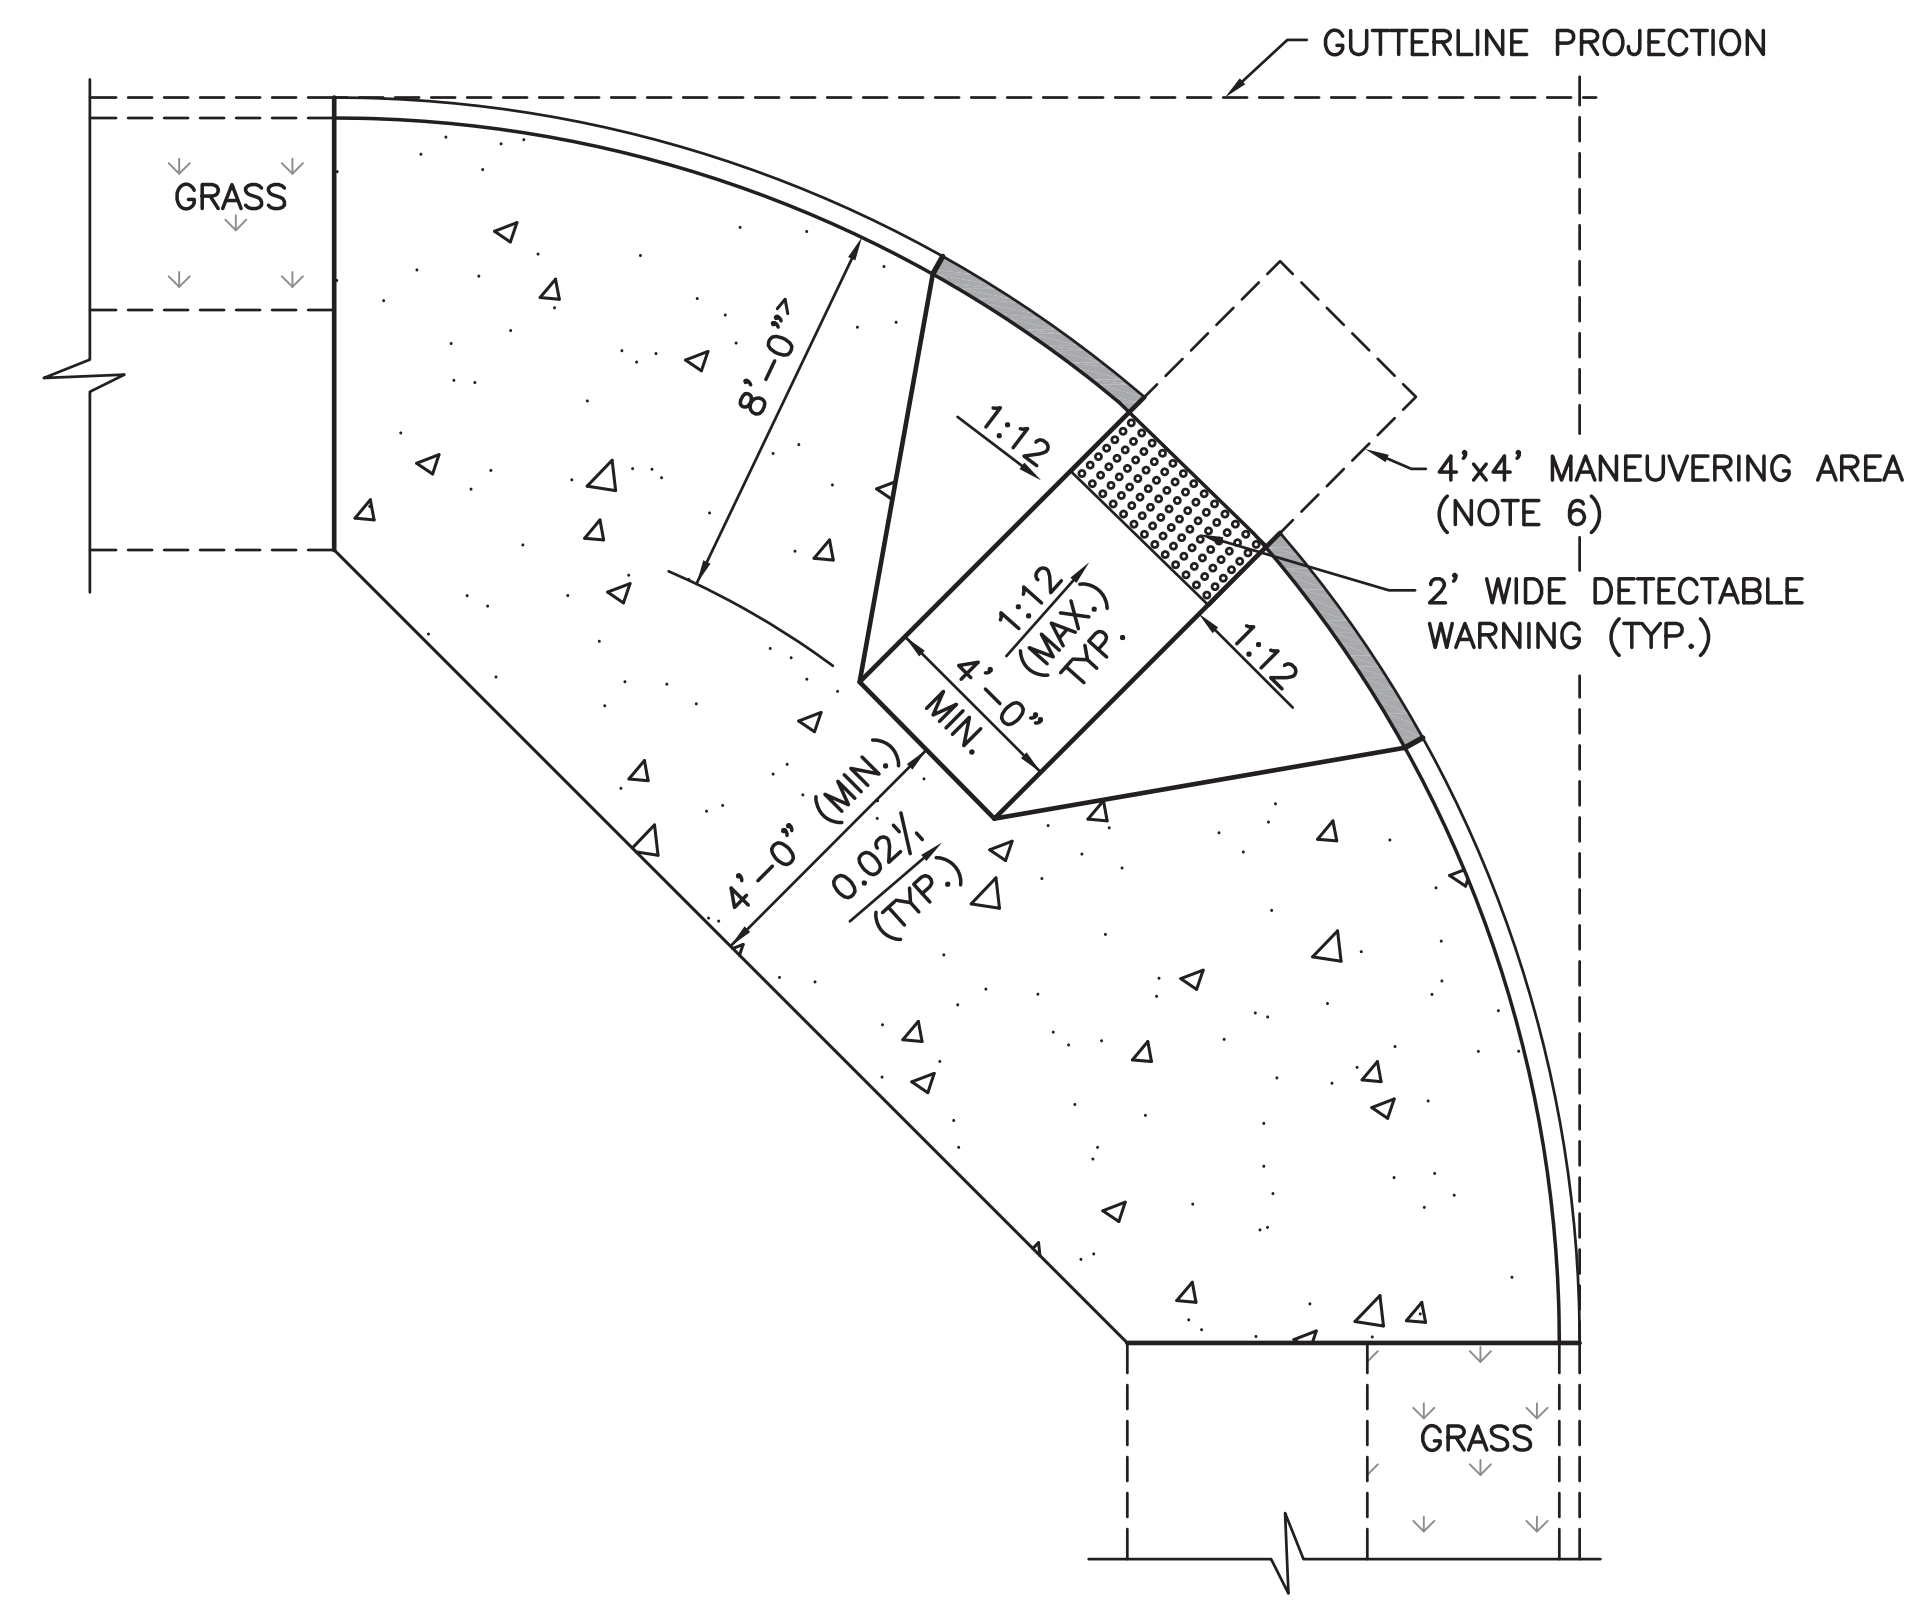 GUTTERLINE PROJECTION
GRASS
8'-0">
1:12
4'x4' MANEUVERING AREA
(NOTE 6)
2' WIDE DETECTABLE
WARNING (TYP.)
1:12
(MAX.)
TYP.
1:12
4'-0"
MIN.
4'-0" (MIN.)
0.02%
(TYP.)
GRASS